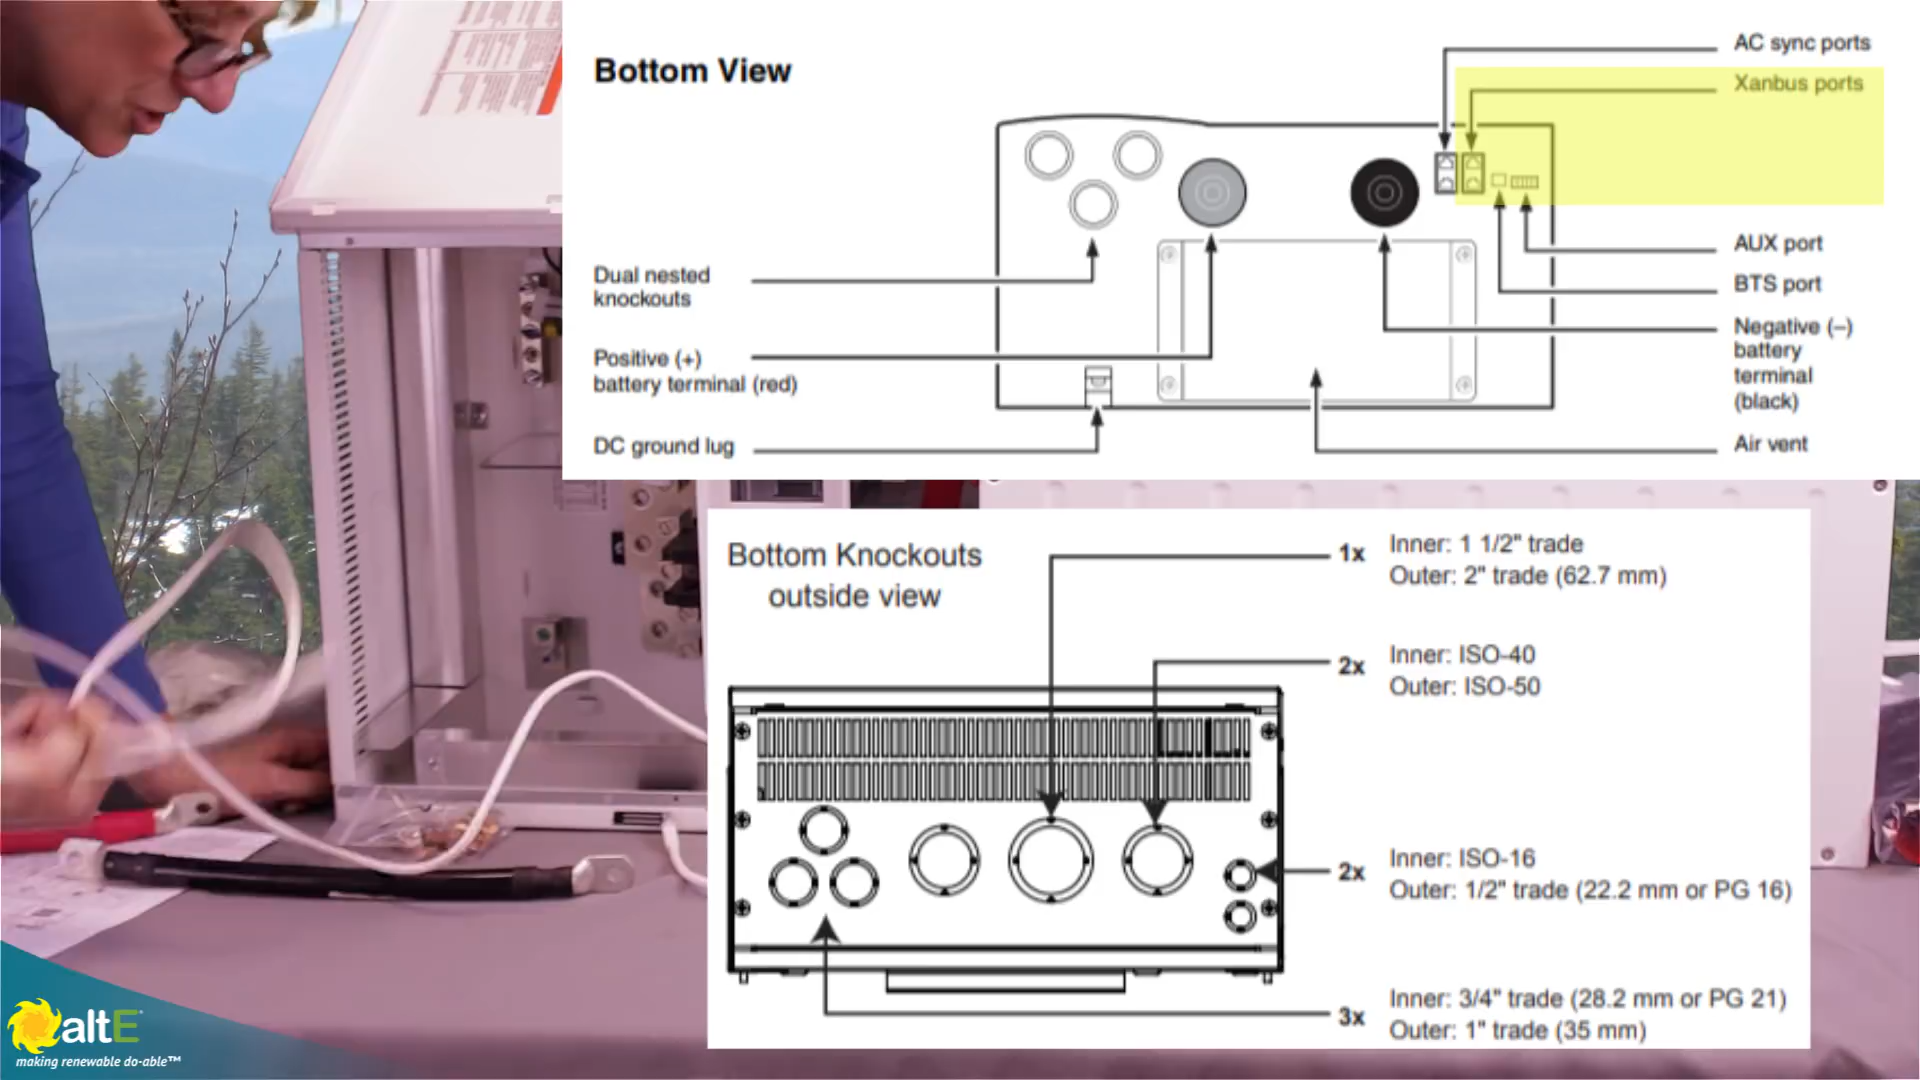 Bottom View
AC sync ports
Xanbus ports
AUX port
BTS port
Negative (–)
battery
terminal
(black)
Air vent
Dual nested
knockouts
Positive (+)
battery terminal (red)
DC ground lug
Bottom Knockouts
outside view
1x Inner: 1 1/2" trade
Outer: 2" trade (62.7 mm)
2x Inner: ISO-40
Outer: ISO-50
2x Inner: ISO-16
Outer: 1/2" trade (22.2 mm or PG 16)
3x Inner: 3/4" trade (28.2 mm or PG 21)
Outer: 1" trade (35 mm)
altE
making renewable do-able™